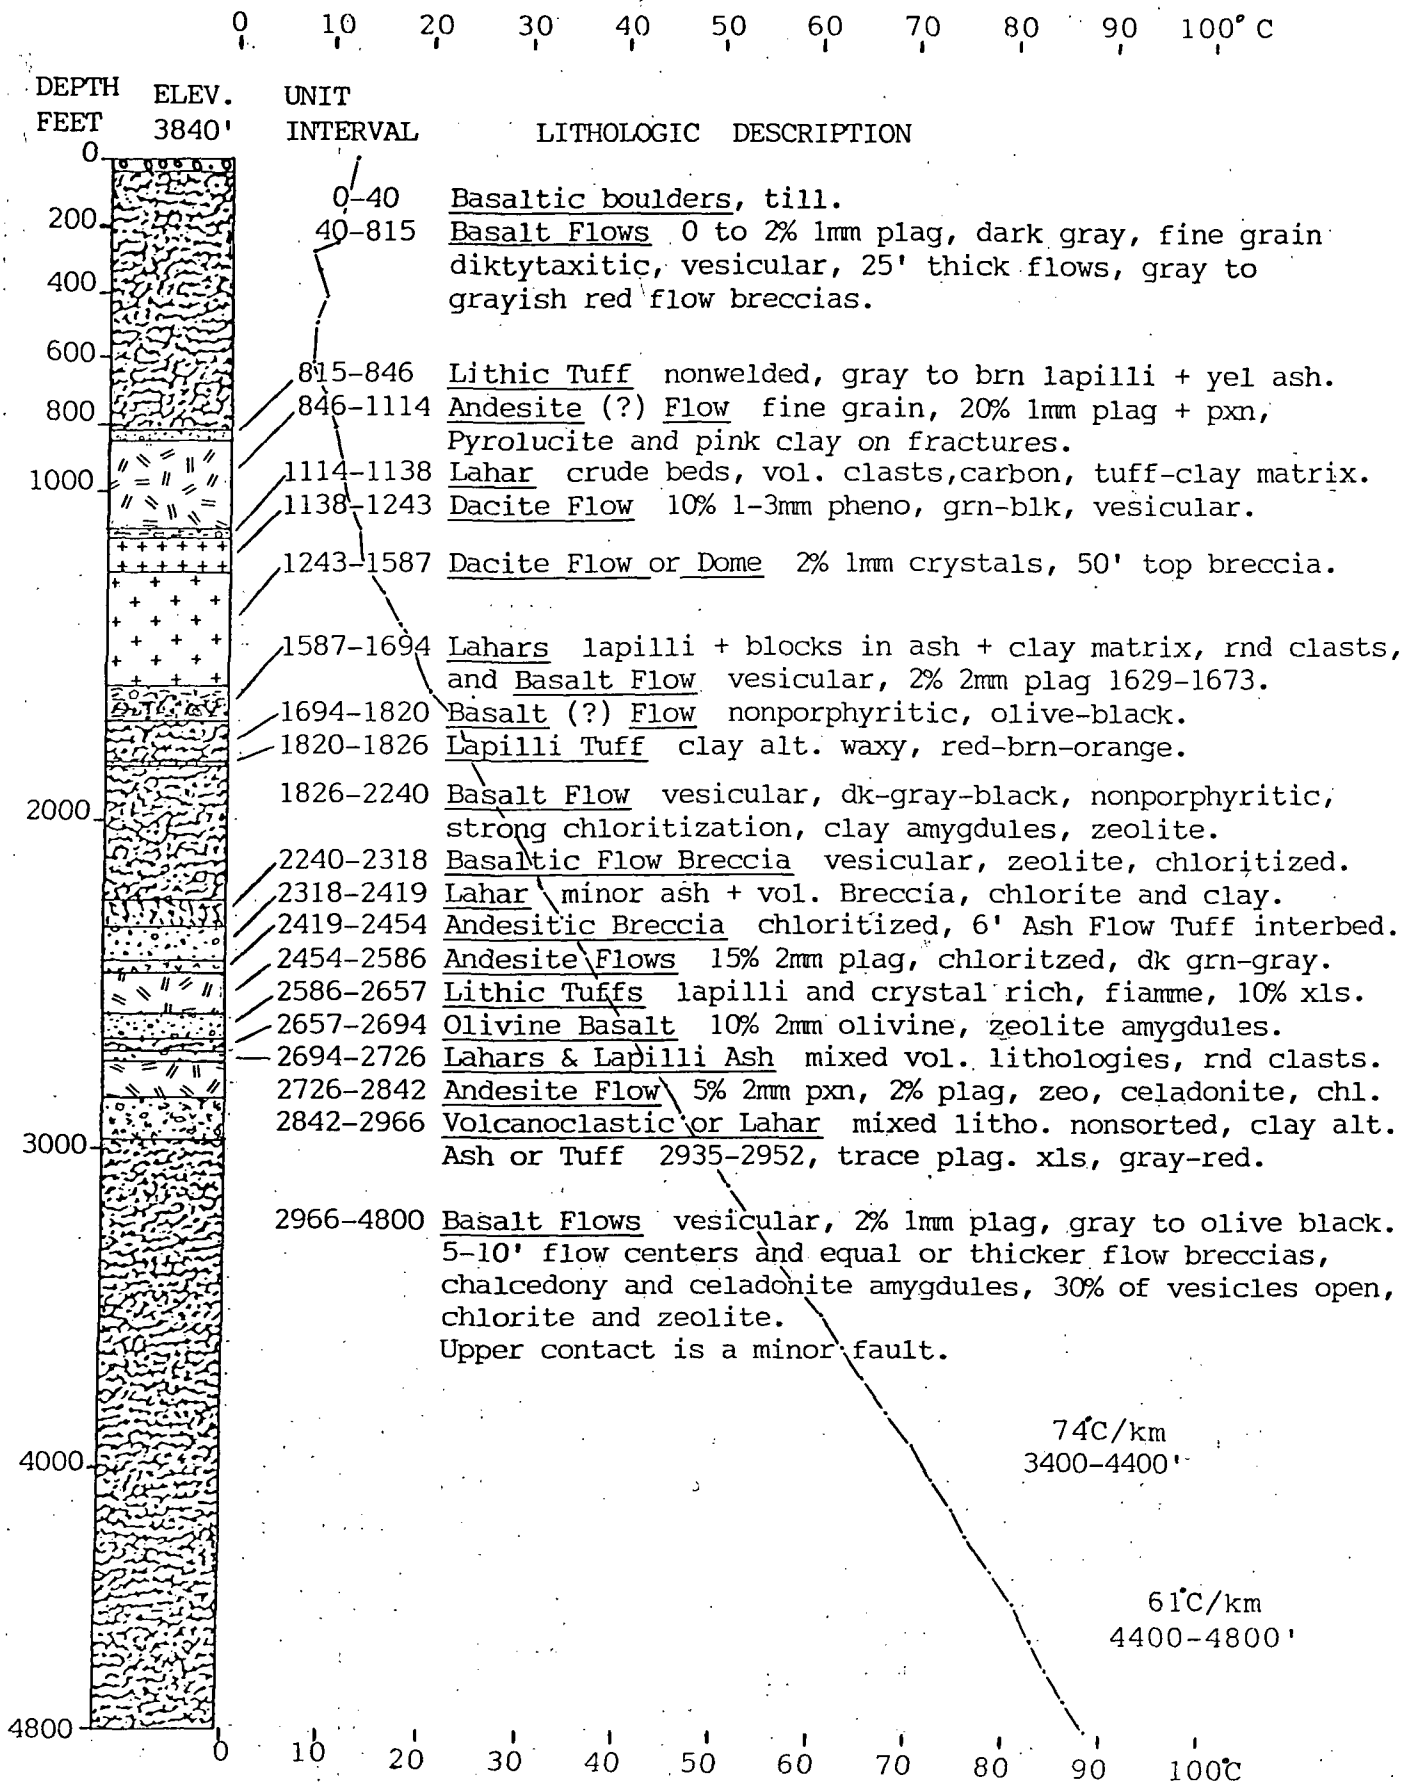 0 10 20 30 40 50 60 70 80 90 100°C
DEPTH ELEV. UNIT
FEET 3840' INTERVAL LITHOLOGIC DESCRIPTION
0
0-40 Basaltic boulders, till.
200 40-815 Basalt Flows 0 to 2% 1mm plag, dark gray, fine grain
diktytaxitic, vesicular, 25' thick flows, gray to
400 grayish red flow breccias.
600
815-846 Lithic Tuff nonwelded, gray to brn lapilli + yel ash.
800 846-1114 Andesite (?) Flow fine grain, 20% 1mm plag + pxn,
Pyrolucite and pink clay on fractures.
1000 1114-1138 Lahar crude beds, vol. clasts, carbon, tuff-clay matrix.
1138-1243 Dacite Flow 10% 1-3mm pheno, grn-blk, vesicular.
1243-1587 Dacite Flow or Dome 2% 1mm crystals, 50' top breccia.
1587-1694 Lahars lapilli + blocks in ash + clay matrix, rnd clasts,
and Basalt Flow vesicular, 2% 2mm plag 1629-1673.
1694-1820 Basalt (?) Flow nonporphyritic, olive-black.
1820-1826 Lapilli Tuff clay alt. waxy, red-brn-orange.
1826-2240 Basalt Flow vesicular, dk-gray-black, nonporphyritic,
2000 strong chloritization, clay amygdules, zeolite.
2240-2318 Basaltic Flow Breccia vesicular, zeolite, chloritized.
2318-2419 Lahar minor ash + vol. Breccia, chlorite and clay.
2419-2454 Andesitic Breccia chloritized, 6' Ash Flow Tuff interbed.
2454-2586 Andesite Flows 15% 2mm plag, chloritzed, dk grn-gray.
2586-2657 Lithic Tuffs lapilli and crystal rich, fiamme, 10% xls.
2657-2694 Olivine Basalt 10% 2mm olivine, zeolite amygdules.
2694-2726 Lahars & Lapilli Ash mixed vol. lithologies, rnd clasts.
2726-2842 Andesite Flow 5% 2mm pxn, 2% plag, zeo, celadonite, chl.
2842-2966 Volcanoclastic or Lahar mixed litho. nonsorted, clay alt.
3000 Ash or Tuff 2935-2952, trace plag. xls, gray-red.
2966-4800 Basalt Flows vesicular, 2% 1mm plag, gray to olive black.
5-10' flow centers and equal or thicker flow breccias,
chalcedony and celadonite amygdules, 30% of vesicles open,
chlorite and zeolite.
Upper contact is a minor fault.
74°C/km
4000 3400-4400'
61°C/km
4400-4800'
4800
0 10 20 30 40 50 60 70 80 90 100°C